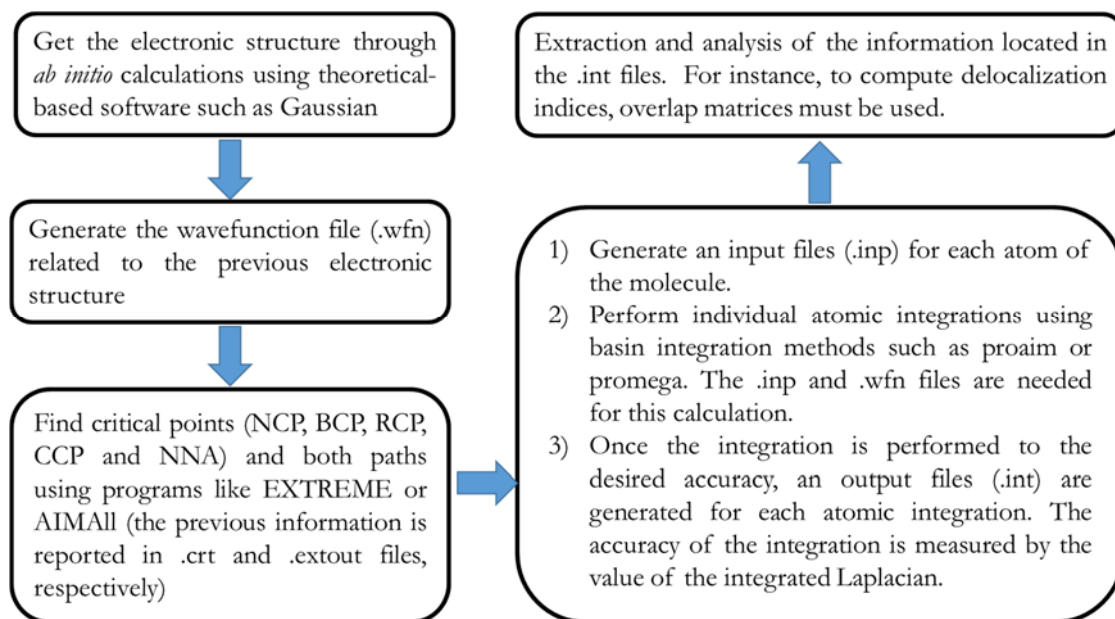 Get the electronic structure through
ab initio calculations using theoretical-
based software such as Gaussian
Generate the wavefunction file (.wfn)
related to the previous electronic
structure
Find critical points (NCP, BCP, RCP,
CCP and NNA) and both paths
using programs like EXTREME or
AIMAll (the previous information is
reported in .crt and .extout files,
respectively)
1) Generate an input files (.inp) for each atom of
the molecule.
2) Perform individual atomic integrations using
basin integration methods such as proaim or
promega. The .inp and .wfn files are needed
for this calculation.
3) Once the integration is performed to the
desired accuracy, an output files (.int) are
generated for each atomic integration. The
accuracy of the integration is measured by the
value of the integrated Laplacian.
Extraction and analysis of the information located in
the .int files. For instance, to compute delocalization
indices, overlap matrices must be used.